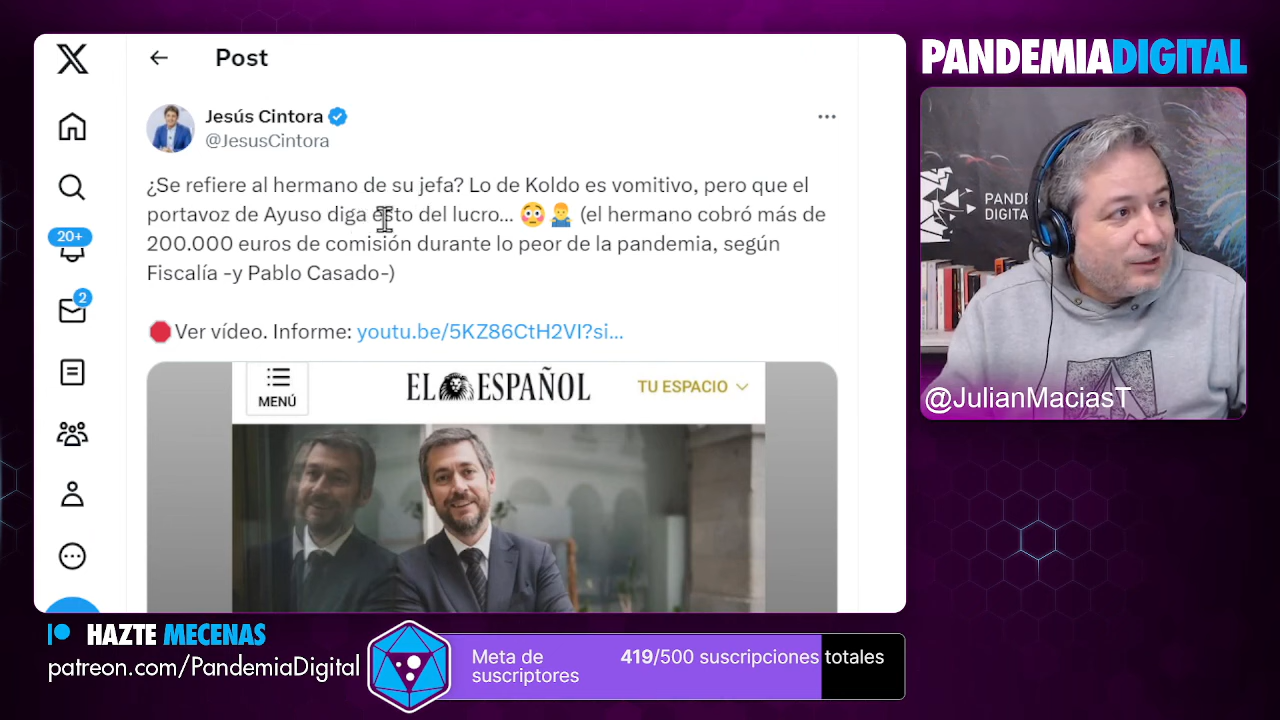 Post
Jesús Cintora
@JesusCintora
¿Se refiere al hermano de su jefa? Lo de Koldo es vomitivo, pero que el
portavoz de Ayuso diga esto del lucro... 😳🤷‍♂️ (el hermano cobró más de
200.000 euros de comisión durante lo peor de la pandemia, según
Fiscalía -y Pablo Casado-)
🛑Ver vídeo. Informe: youtu.be/5KZ86CtH2VI?si...
MENÚ
EL ESPAÑOL
TU ESPACIO
20+
2
PANDEMIADIGITAL
PANDE
DIGITA
@JulianMaciasT
HAZTE MECENAS
patreon.com/PandemiaDigital
Meta de
suscriptores
419/500 suscripciones totales